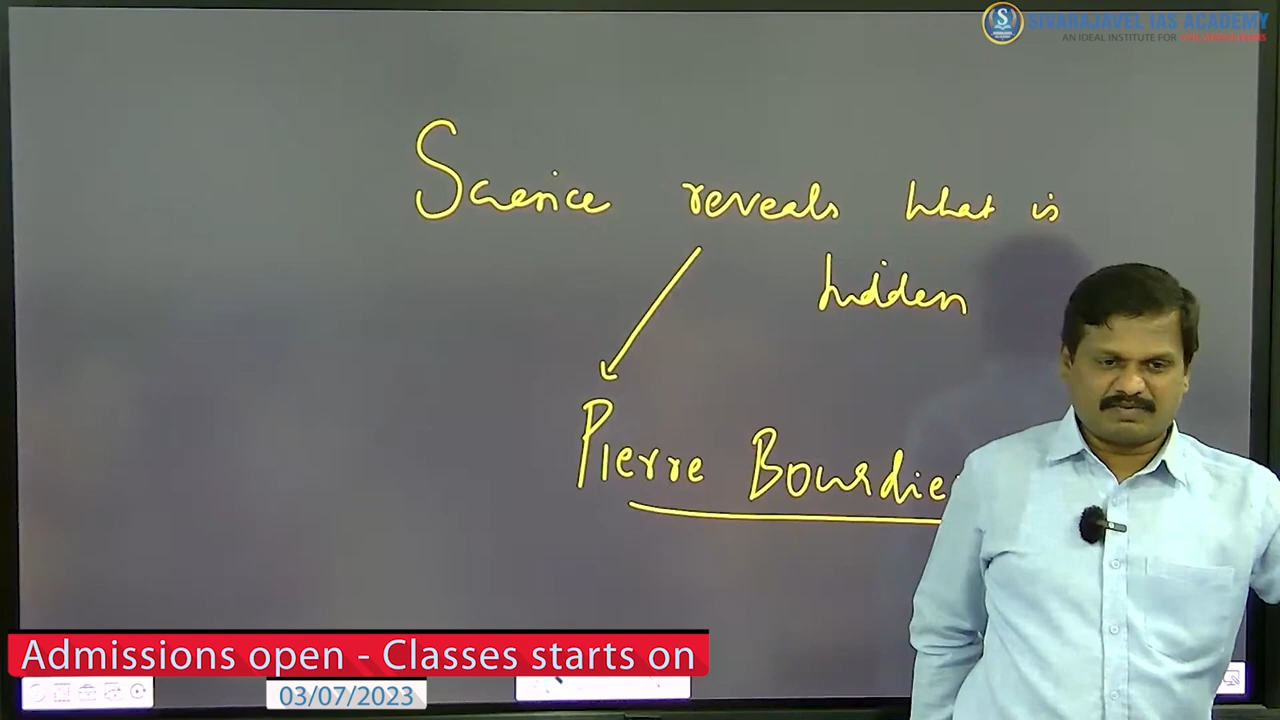 SIVARAJAVEL IAS ACADEMY
AN IDEAL INSTITUTE FOR
Science reveals what is
hidden
Pierre Bourdie
Admissions open - Classes starts on
03/07/2023